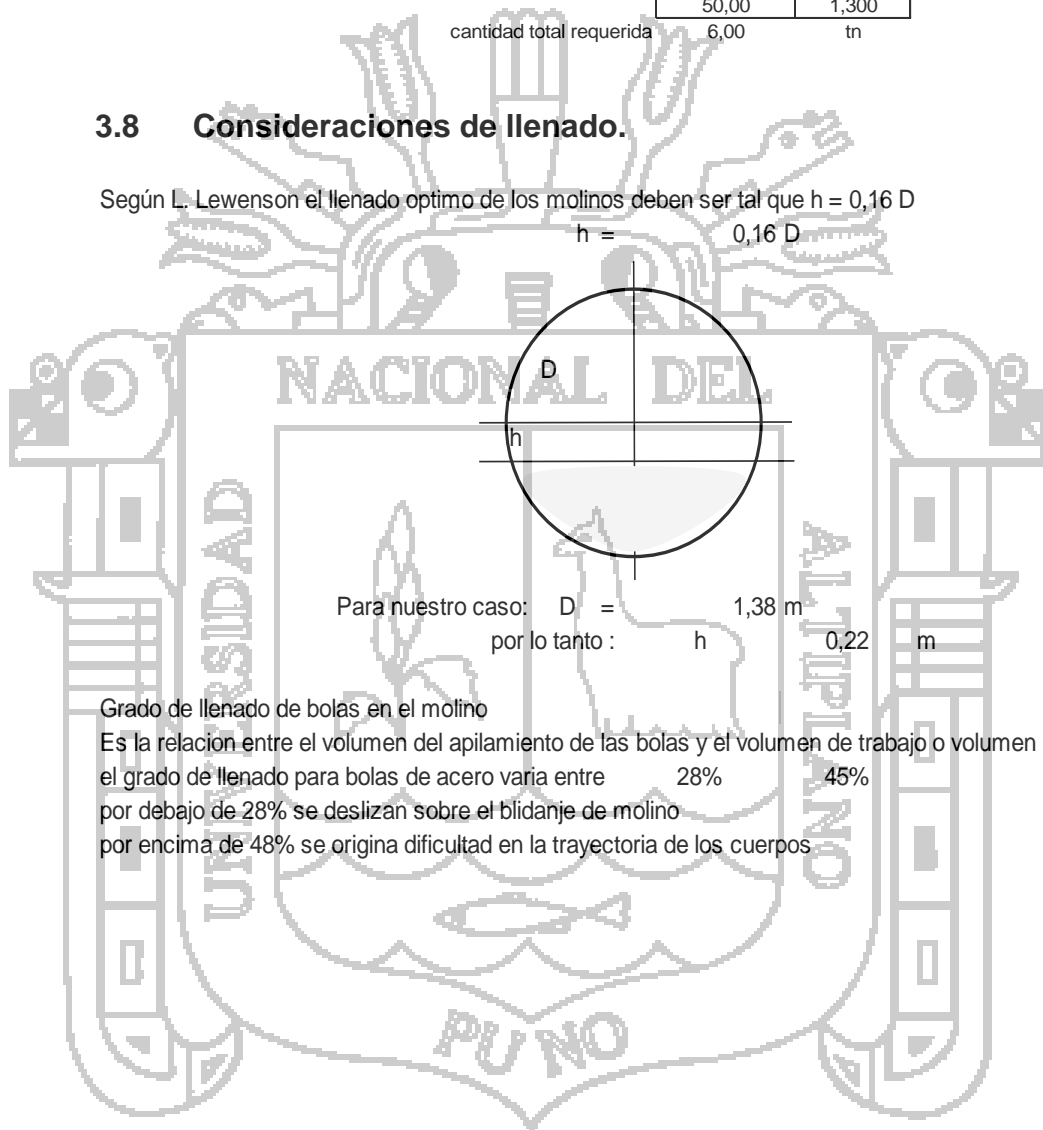 50,00 1,300
cantidad total requerida 6,00 tn
3.8 Consideraciones de llenado.
Según L. Lewenson el llenado optimo de los molinos deben ser tal que h = 0,16 D
h = 0,16 D
D
h
Para nuestro caso: D = 1,38 m
por lo tanto : h 0,22 m
Grado de llenado de bolas en el molino
Es la relacion entre el volumen del apilamiento de las bolas y el volumen de trabajo o volumen
el grado de llenado para bolas de acero varia entre 28% 45%
por debajo de 28% se deslizan sobre el blidanje de molino
por encima de 48% se origina dificultad en la trayectoria de los cuerpos
UNIVERSIDAD
NACIONAL DEL
ALTIPLANO
PUNO